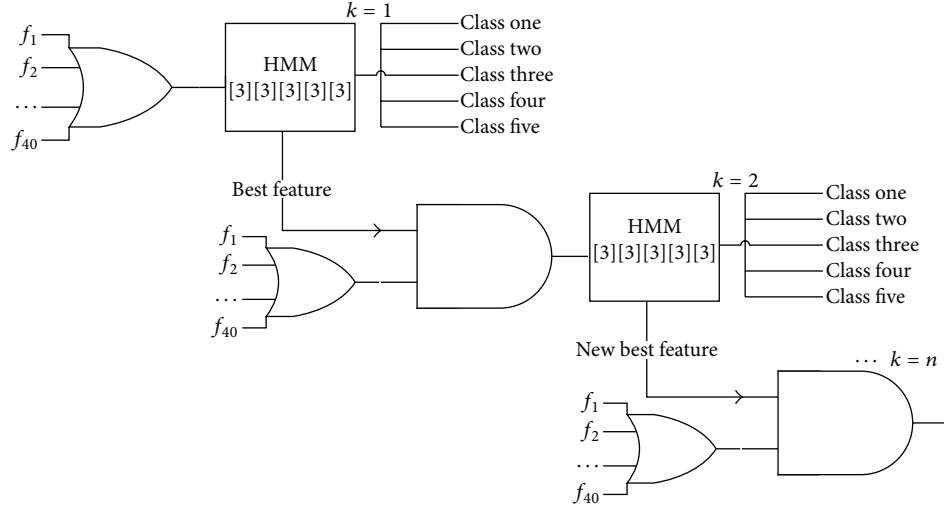 k = 1
f1
f2
⋯
f40
HMM
[3][3][3][3][3]
Class one
Class two
Class three
Class four
Class five
Best feature
f1
f2
⋯
f40
k = 2
HMM
[3][3][3][3][3]
Class one
Class two
Class three
Class four
Class five
New best feature
⋯ k = n
f1
f2
⋯
f40